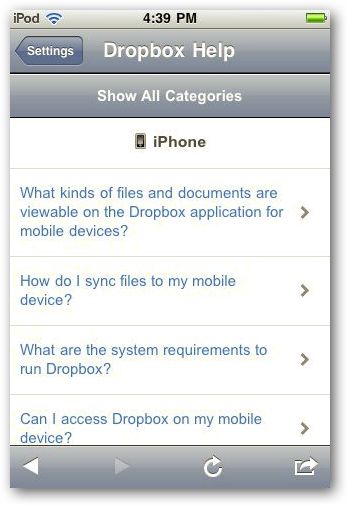 iPod 4:39 PM
Settings Dropbox Help
Show All Categories
iPhone
What kinds of files and documents are
viewable on the Dropbox application for
mobile devices?
How do I sync files to my mobile
device?
What are the system requirements to
run Dropbox?
Can I access Dropbox on my mobile
device?